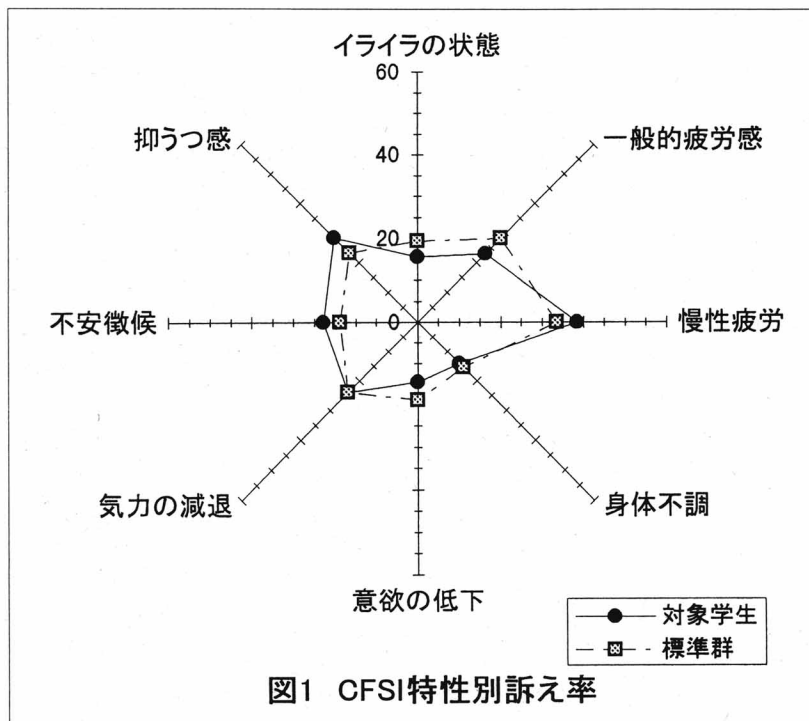 イライラの状態
60
抑うつ感
一般的疲労感
40
20
不安徴候
0
慢性疲労
気力の減退
身体不調
意欲の低下
対象学生
標準群
図1 CFSI特性別訴え率